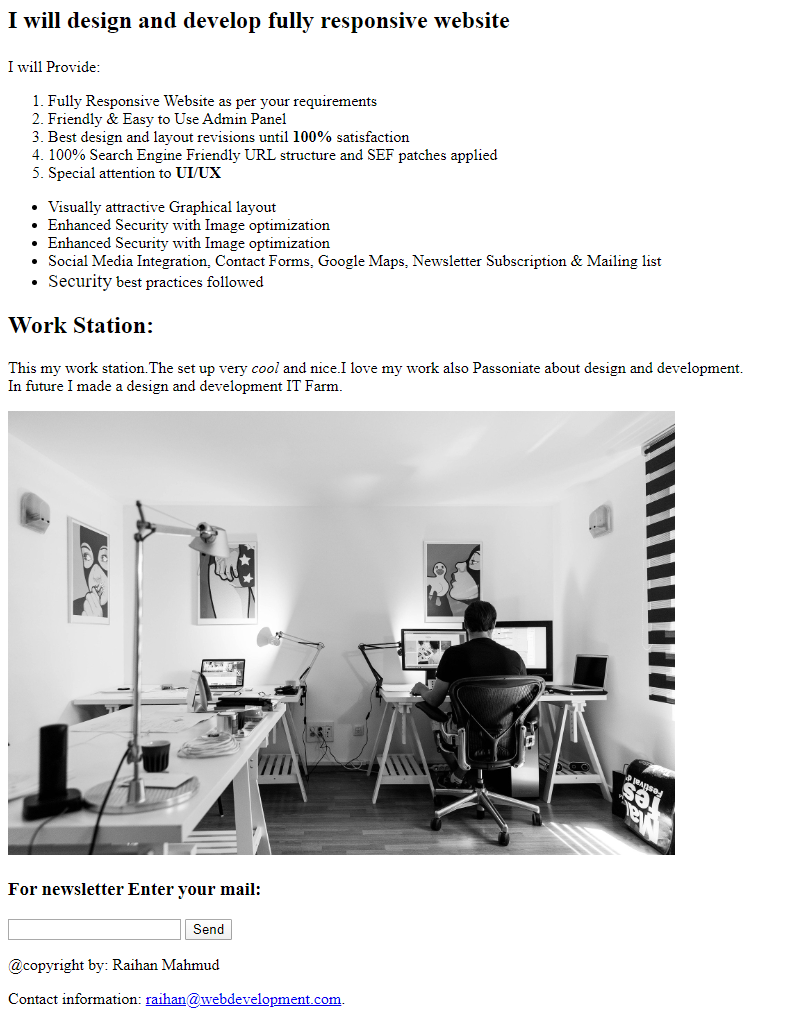 I will design and develop fully responsive website
I will Provide:
1. Fully Responsive Website as per your requirements
2. Friendly & Easy to Use Admin Panel
3. Best design and layout revisions until 100% satisfaction
4. 100% Search Engine Friendly URL structure and SEF patches applied
5. Special attention to UI/UX
• Visually attractive Graphical layout
• Enhanced Security with Image optimization
• Enhanced Security with Image optimization
• Social Media Integration, Contact Forms, Google Maps, Newsletter Subscription & Mailing list
• Security best practices followed
Work Station:
This my work station.The set up very cool and nice.I love my work also Passoniate about design and development.
In future I made a design and development IT Farm.
For newsletter Enter your mail:
Send
@copyright by: Raihan Mahmud
Contact information: raihan@webdevelopment.com.